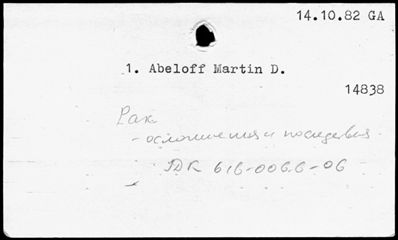 14.10.82 GA
1. Abeloff Martin D.
14838
Рак
- осложнения и последствия.
УДК 616-006.6-06